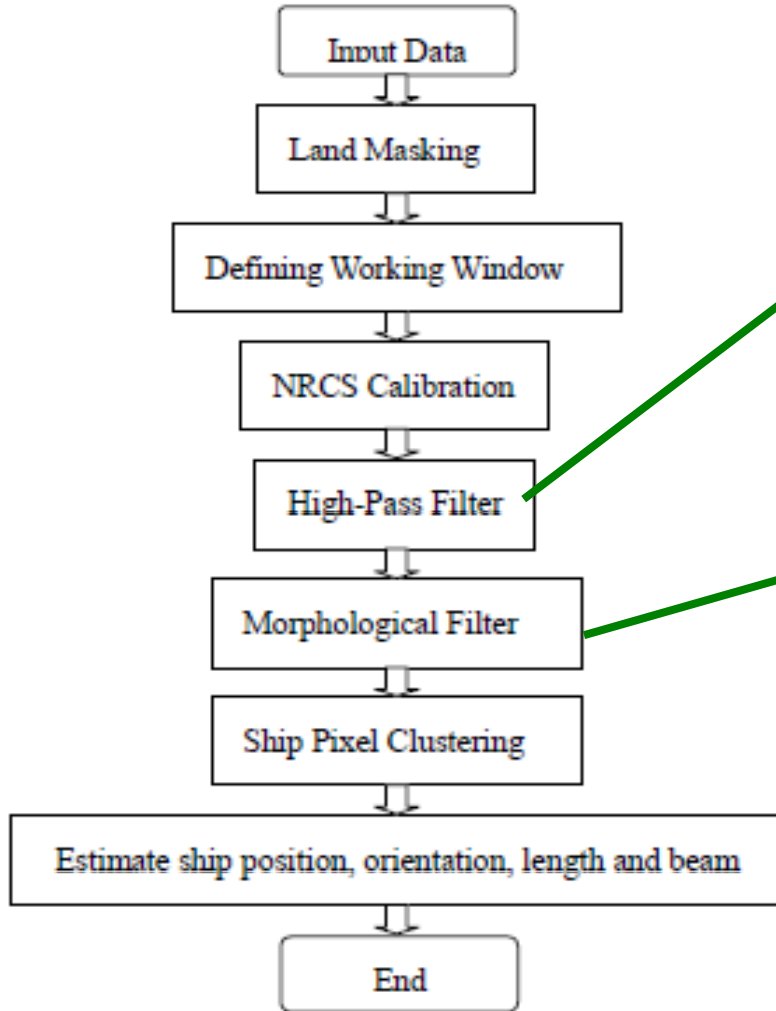 Input Data
Land Masking
Defining Working Window
NRCS Calibration
High-Pass Filter
Morphological Filter
Ship Pixel Clustering
Estimate ship position, orientation, length and beam
End